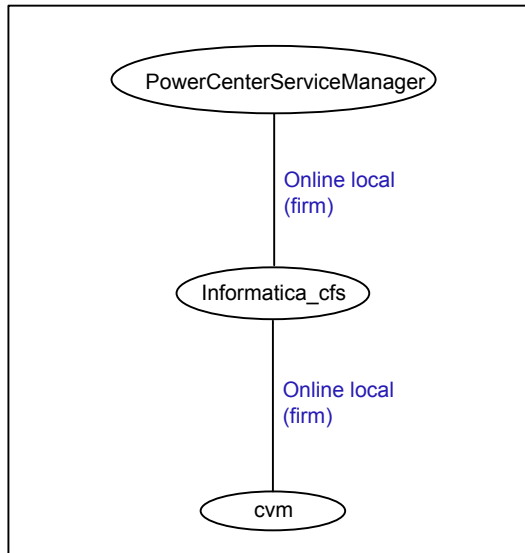 PowerCenterServiceManager
Online local
(firm)
Informatica_cfs
Online local
(firm)
cvm